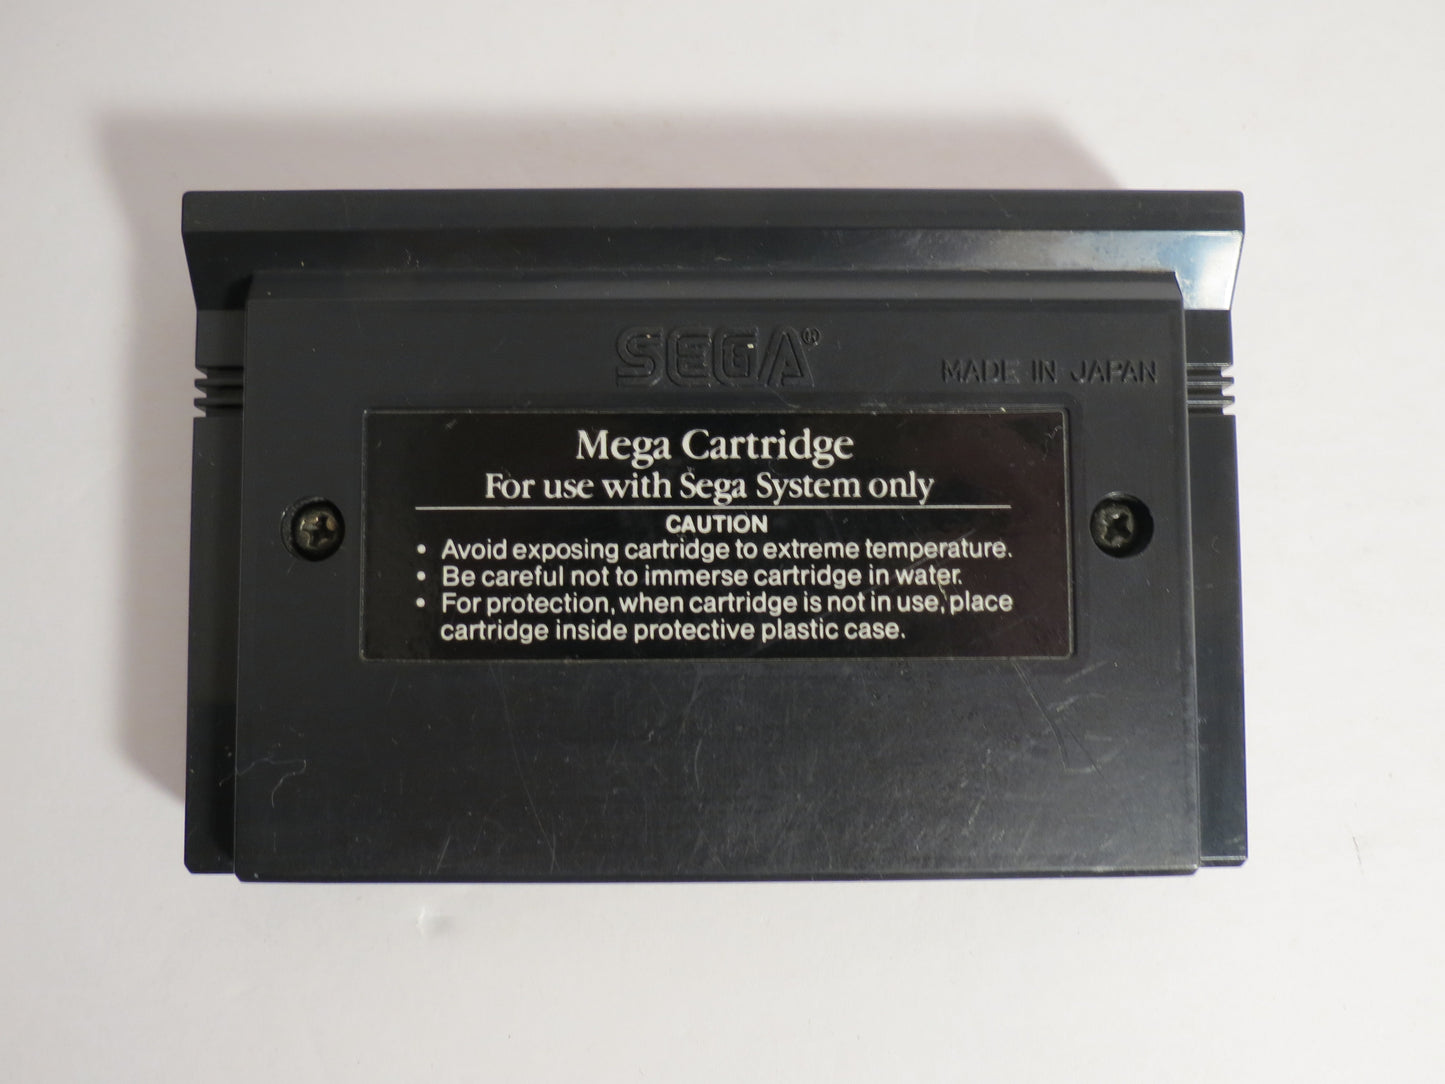 SEGA®
MADE IN JAPAN
Mega Cartridge
For use with Sega System only
CAUTION
• Avoid exposing cartridge to extreme temperature.
• Be careful not to immerse cartridge in water.
• For protection, when cartridge is not in use, place
cartridge inside protective plastic case.